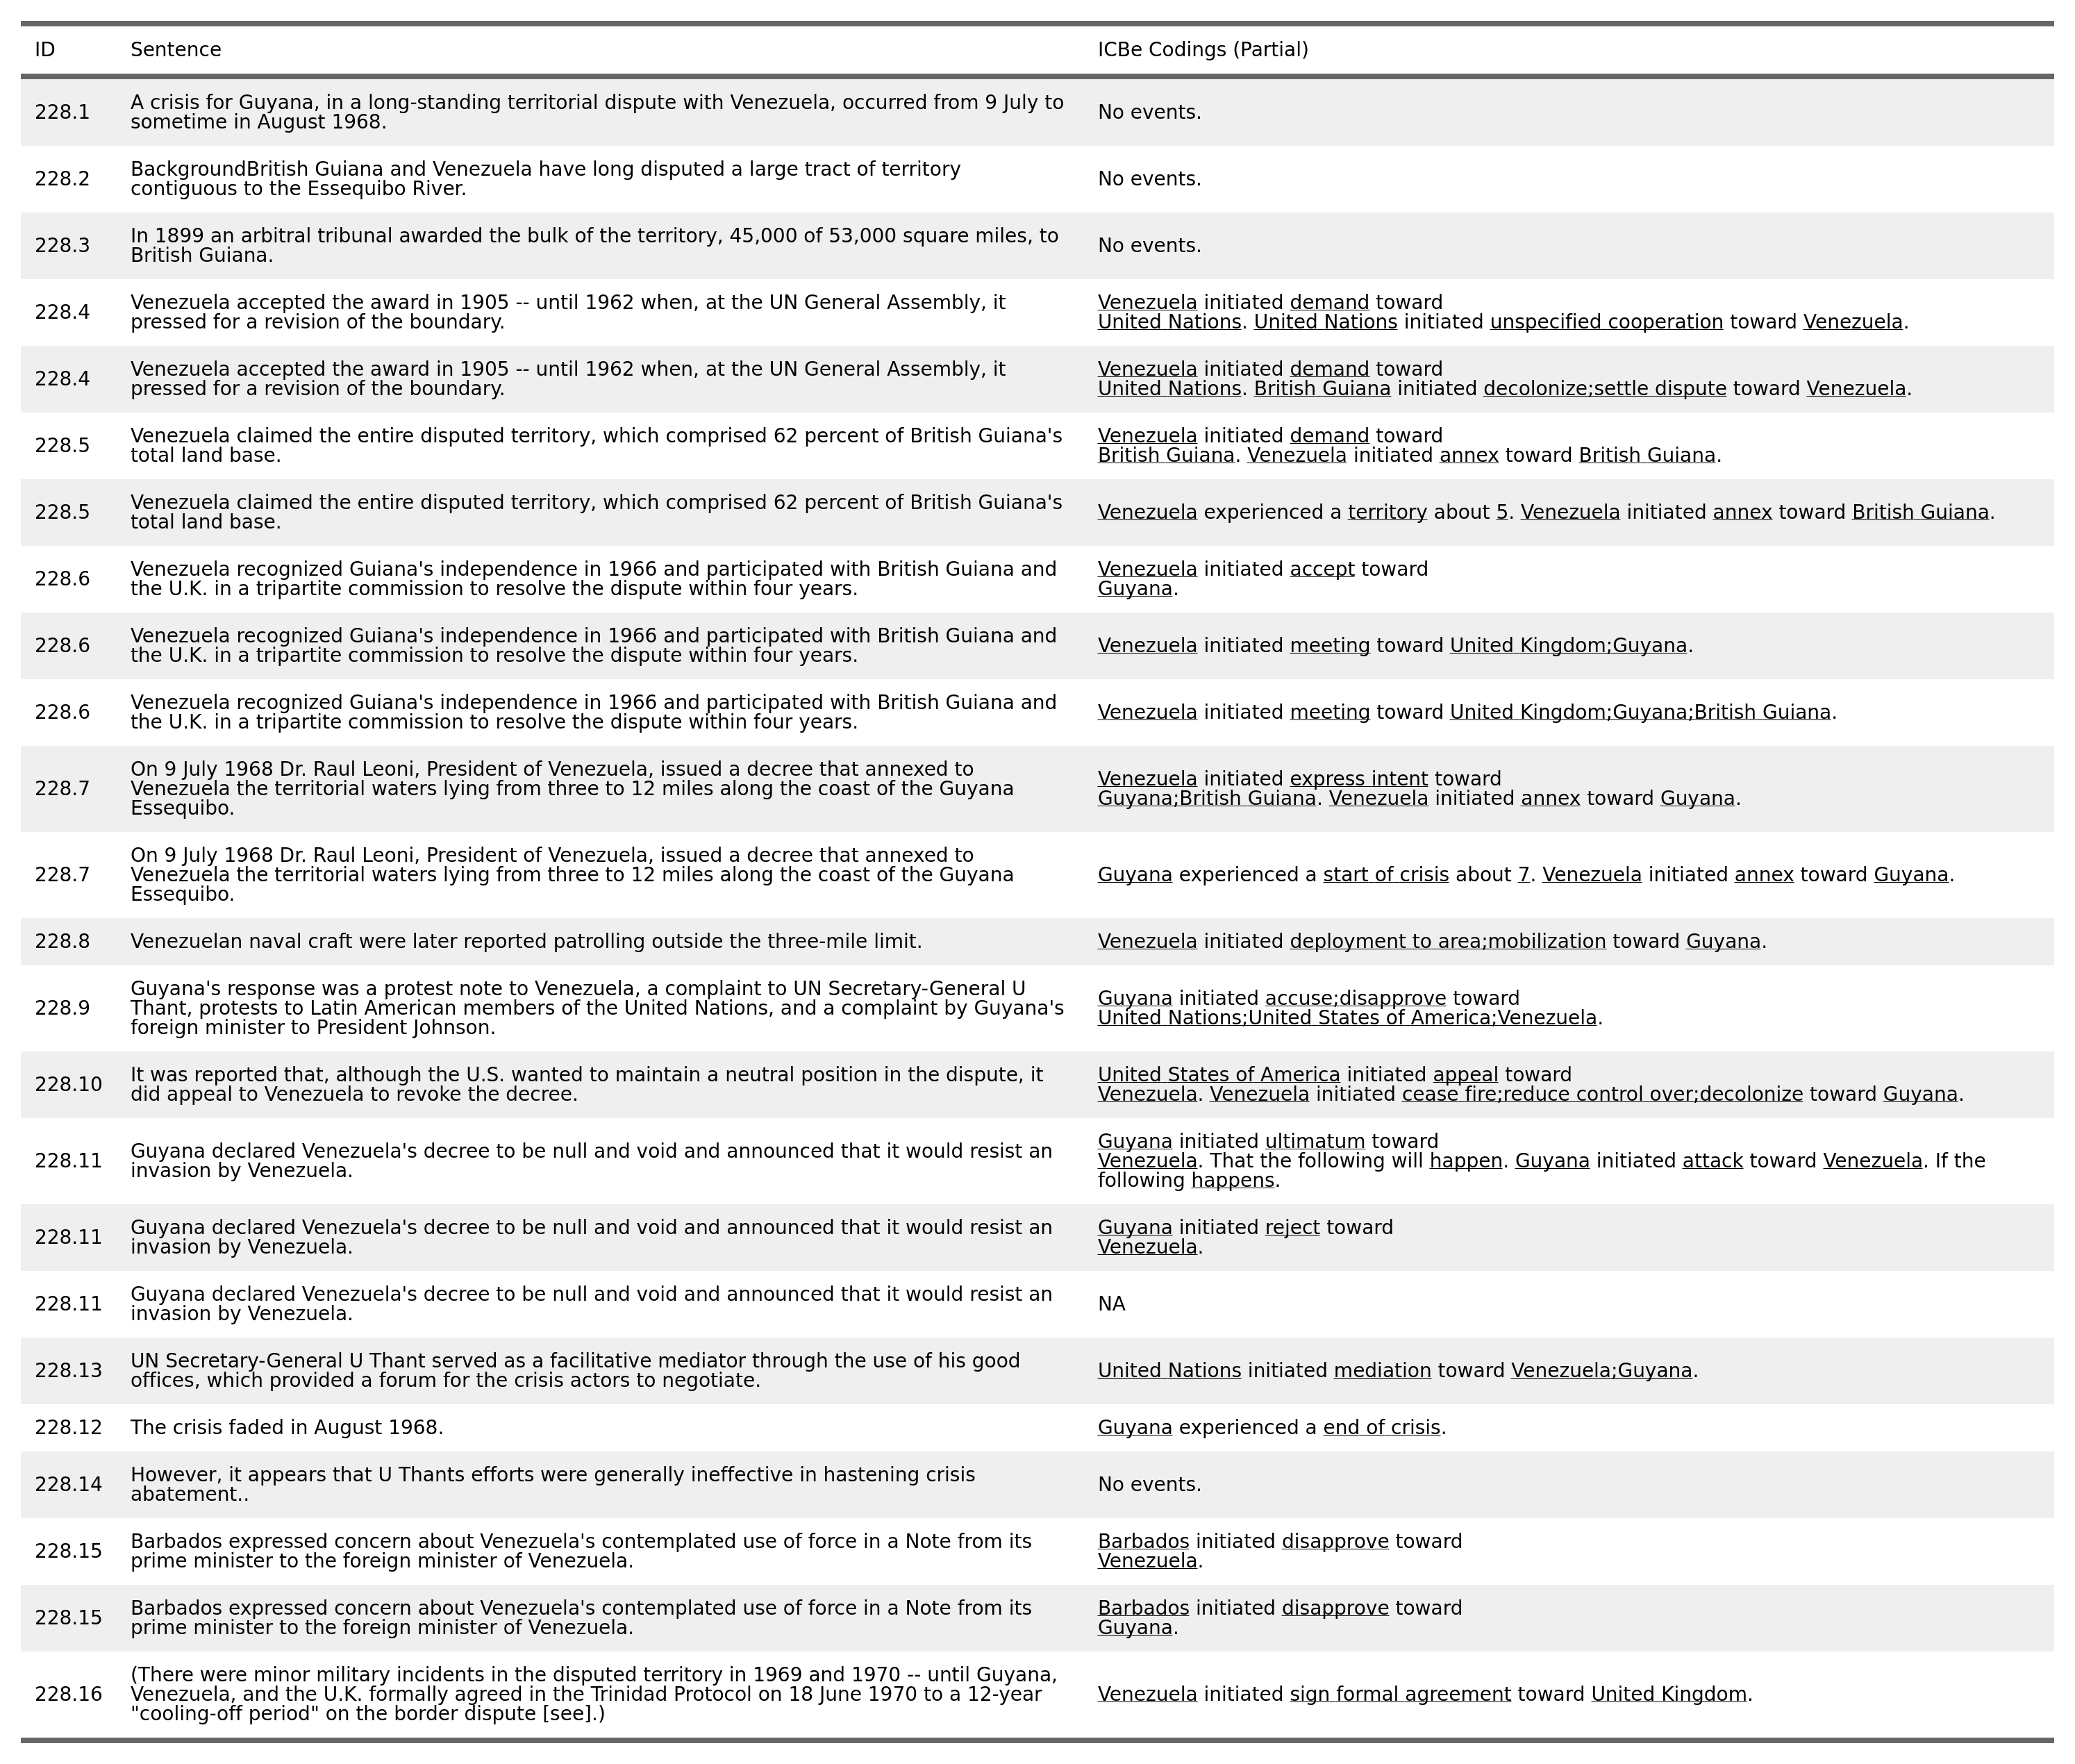 ID Sentence ICBe Codings (Partial)
228.1 A crisis for Guyana, in a long-standing territorial dispute with Venezuela, occurred from 9 July to
sometime in August 1968. No events.
228.2 BackgroundBritish Guiana and Venezuela have long disputed a large tract of territory
contiguous to the Essequibo River. No events.
228.3 In 1899 an arbitral tribunal awarded the bulk of the territory, 45,000 of 53,000 square miles, to
British Guiana. No events.
228.4 Venezuela accepted the award in 1905 -- until 1962 when, at the UN General Assembly, it
pressed for a revision of the boundary.
Venezuela initiated demand toward
United Nations. United Nations initiated unspecified cooperation toward Venezuela.
228.4 Venezuela accepted the award in 1905 -- until 1962 when, at the UN General Assembly, it
pressed for a revision of the boundary.
Venezuela initiated demand toward
United Nations. British Guiana initiated decolonize;settle dispute toward Venezuela.
228.5 Venezuela claimed the entire disputed territory, which comprised 62 percent of British Guiana's
total land base.
Venezuela initiated demand toward
British Guiana. Venezuela initiated annex toward British Guiana.
228.5 Venezuela claimed the entire disputed territory, which comprised 62 percent of British Guiana's
total land base.
Venezuela experienced a territory about 5. Venezuela initiated annex toward British Guiana.
228.6 Venezuela recognized Guiana's independence in 1966 and participated with British Guiana and
the U.K. in a tripartite commission to resolve the dispute within four years.
Venezuela initiated accept toward
Guyana.
228.6 Venezuela recognized Guiana's independence in 1966 and participated with British Guiana and
the U.K. in a tripartite commission to resolve the dispute within four years.
Venezuela initiated meeting toward United Kingdom;Guyana.
228.6 Venezuela recognized Guiana's independence in 1966 and participated with British Guiana and
the U.K. in a tripartite commission to resolve the dispute within four years.
Venezuela initiated meeting toward United Kingdom;Guyana;British Guiana.
228.7 On 9 July 1968 Dr. Raul Leoni, President of Venezuela, issued a decree that annexed to
Venezuela the territorial waters lying from three to 12 miles along the coast of the Guyana
Essequibo.
Venezuela initiated express intent toward
Guyana;British Guiana. Venezuela initiated annex toward Guyana.
228.7 On 9 July 1968 Dr. Raul Leoni, President of Venezuela, issued a decree that annexed to
Venezuela the territorial waters lying from three to 12 miles along the coast of the Guyana
Essequibo.
Guyana experienced a start of crisis about 7. Venezuela initiated annex toward Guyana.
228.8 Venezuelan naval craft were later reported patrolling outside the three-mile limit.
Venezuela initiated deployment to area;mobilization toward Guyana.
228.9 Guyana's response was a protest note to Venezuela, a complaint to UN Secretary-General U
Thant, protests to Latin American members of the United Nations, and a complaint by Guyana's
foreign minister to President Johnson.
Guyana initiated accuse;disapprove toward
United Nations;United States of America;Venezuela.
228.10 It was reported that, although the U.S. wanted to maintain a neutral position in the dispute, it
did appeal to Venezuela to revoke the decree.
United States of America initiated appeal toward
Venezuela. Venezuela initiated cease fire;reduce control over;decolonize toward Guyana.
228.11 Guyana declared Venezuela's decree to be null and void and announced that it would resist an
invasion by Venezuela.
Guyana initiated ultimatum toward
Venezuela. That the following will happen. Guyana initiated attack toward Venezuela. If the
following happens.
228.11 Guyana declared Venezuela's decree to be null and void and announced that it would resist an
invasion by Venezuela.
Guyana initiated reject toward
Venezuela.
228.11 Guyana declared Venezuela's decree to be null and void and announced that it would resist an
invasion by Venezuela.
NA
228.13 UN Secretary-General U Thant served as a facilitative mediator through the use of his good
offices, which provided a forum for the crisis actors to negotiate.
United Nations initiated mediation toward Venezuela;Guyana.
228.12 The crisis faded in August 1968.
Guyana experienced a end of crisis.
228.14 However, it appears that U Thants efforts were generally ineffective in hastening crisis
abatement..
No events.
228.15 Barbados expressed concern about Venezuela's contemplated use of force in a Note from its
prime minister to the foreign minister of Venezuela.
Barbados initiated disapprove toward
Venezuela.
228.15 Barbados expressed concern about Venezuela's contemplated use of force in a Note from its
prime minister to the foreign minister of Venezuela.
Barbados initiated disapprove toward
Guyana.
228.16 (There were minor military incidents in the disputed territory in 1969 and 1970 -- until Guyana,
Venezuela, and the U.K. formally agreed in the Trinidad Protocol on 18 June 1970 to a 12-year
"cooling-off period" on the border dispute [see].)
Venezuela initiated sign formal agreement toward United Kingdom.